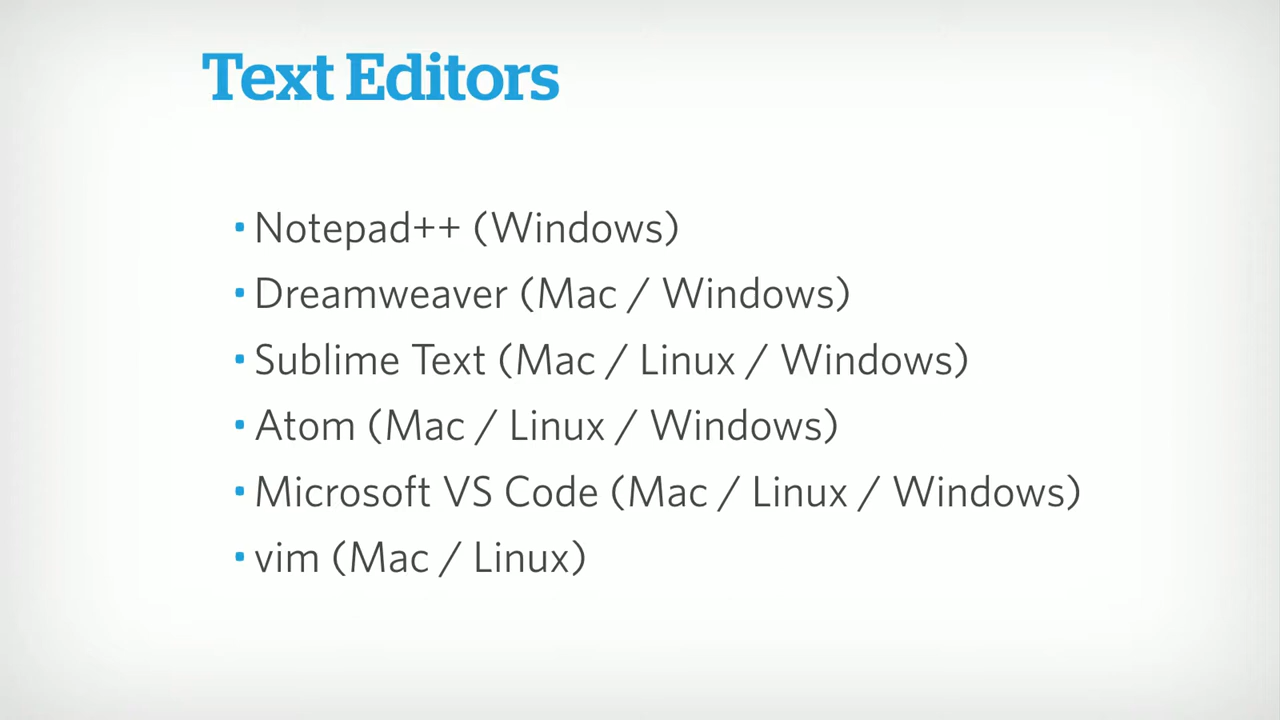 Text Editors
• Notepad++ (Windows)
• Dreamweaver (Mac / Windows)
• Sublime Text (Mac / Linux / Windows)
• Atom (Mac / Linux / Windows)
• Microsoft VS Code (Mac / Linux / Windows)
• vim (Mac / Linux)